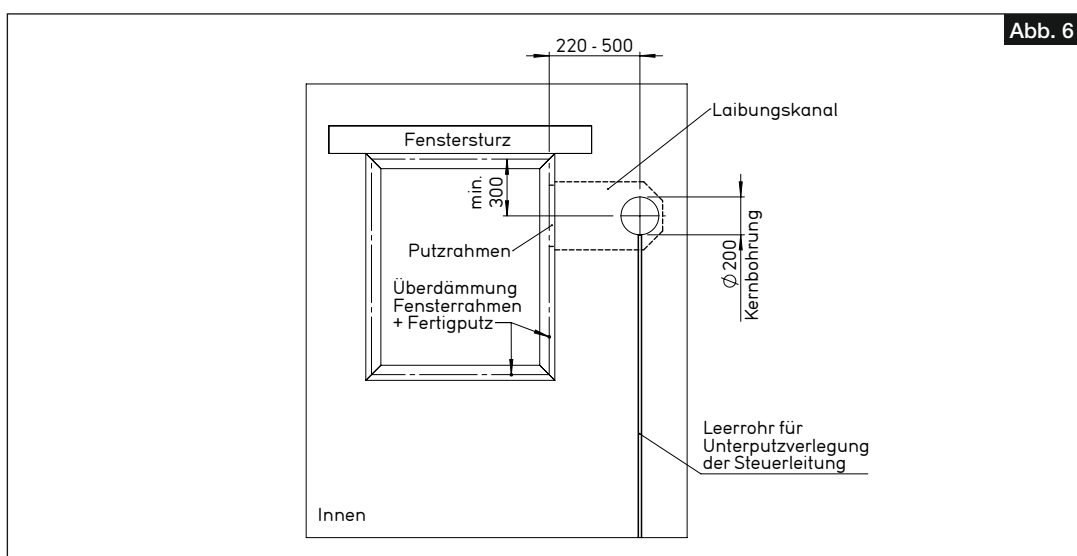 Abb. 6
220 - 500
Laibungskanal
Fenstersturz
min.
300
Putzrahmen
Ø 200
Kernbohrung
Überdämmung
Fensterrahmen
+ Fertigputz
Leerrohr für
Unterputzverlegung
der Steuerleitung
Innen